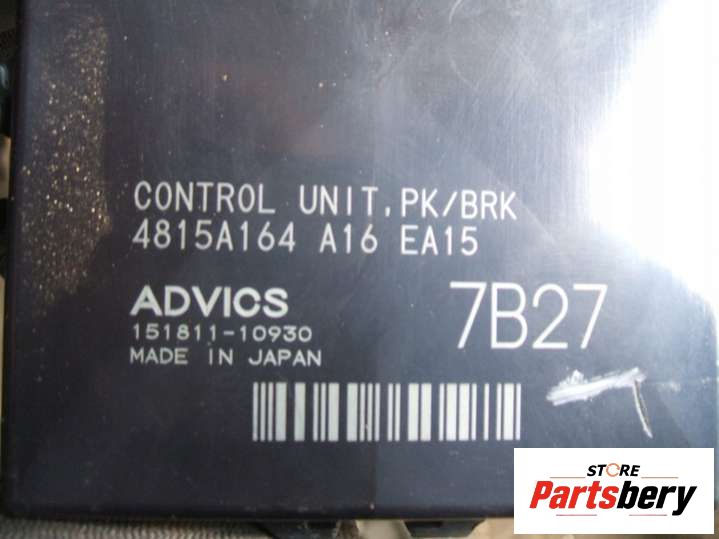 CONTROL UNIT,PK/BRK
4815A164 A16 EA15
ADVICS
7B27
151811-10930
MADE IN JAPAN
STORE
Partsbery